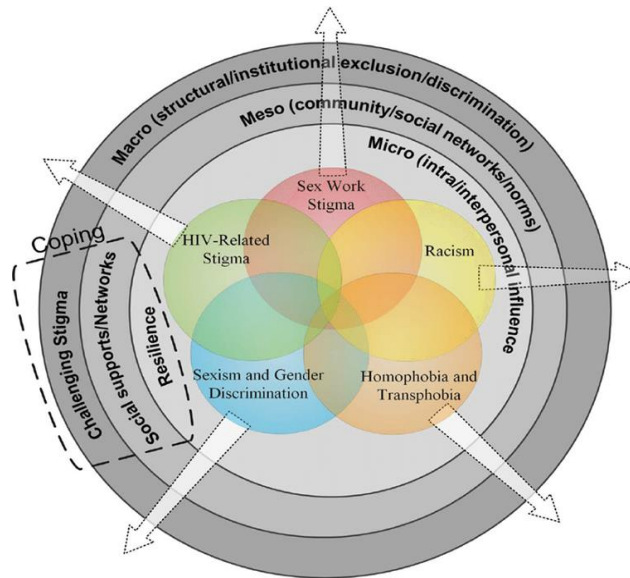 Macro (structural/institutional exclusion/discrimination)
Meso (community/social networks/norms)
Micro (intra/interpersonal influence
Sex Work
Stigma
HIV-Related
Stigma
Racism
Coping
Challenging Stigma
Social supports/Networks
Resilience
Sexism and Gender
Discrimination
Homophobia and
Transphobia